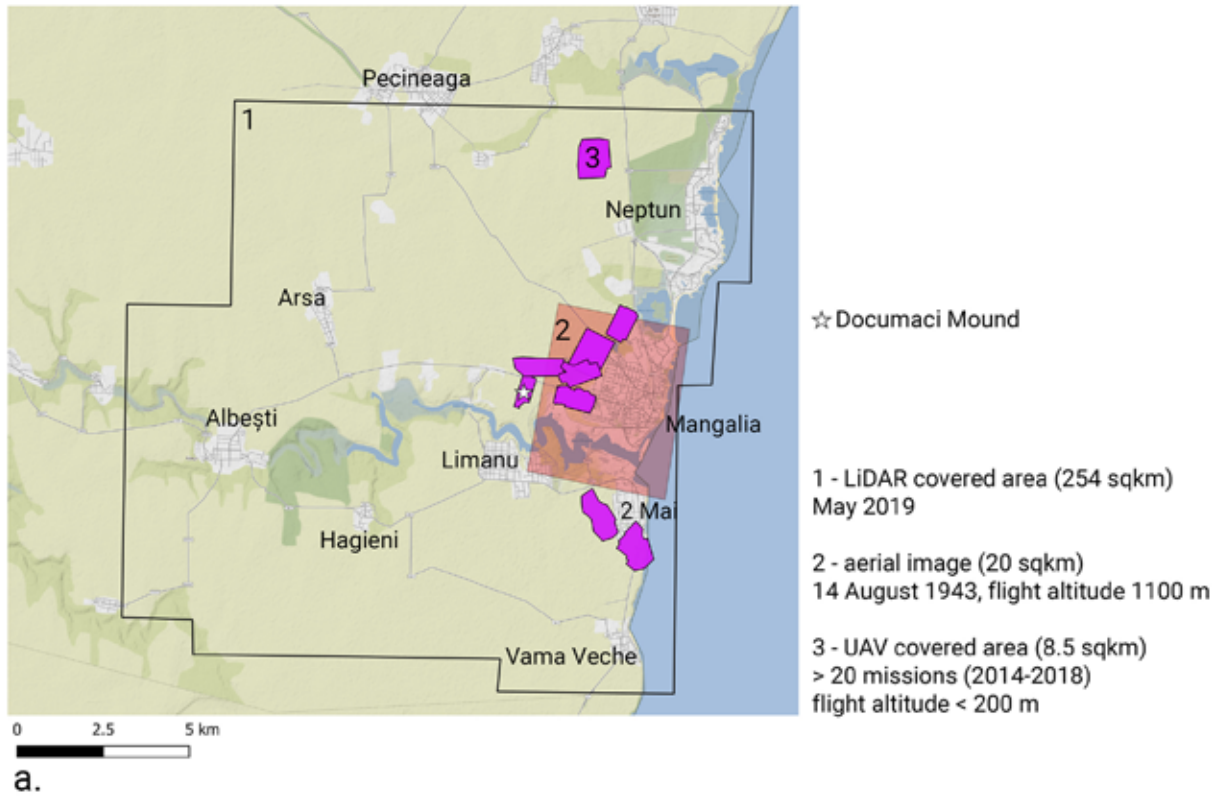 Pecineaga
1
3
Neptun
Arsa
2
☆ Documaci Mound
Albești
Mangalia
Limanu
1 - LiDAR covered area (254 sqkm)
May 2019
2 Mai
Hagieni
2 - aerial image (20 sqkm)
14 August 1943, flight altitude 1100 m
Vama Veche
3 - UAV covered area (8.5 sqkm)
> 20 missions (2014-2018)
flight altitude < 200 m
0 2.5 5 km
a.